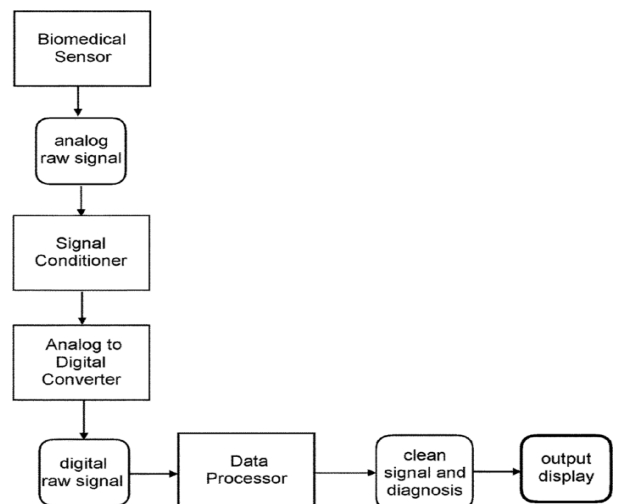 Biomedical
Sensor
analog
raw signal
Signal
Conditioner
Analog to
Digital
Converter
digital
raw signal
Data
Processor
clean
signal and
diagnosis
output
display